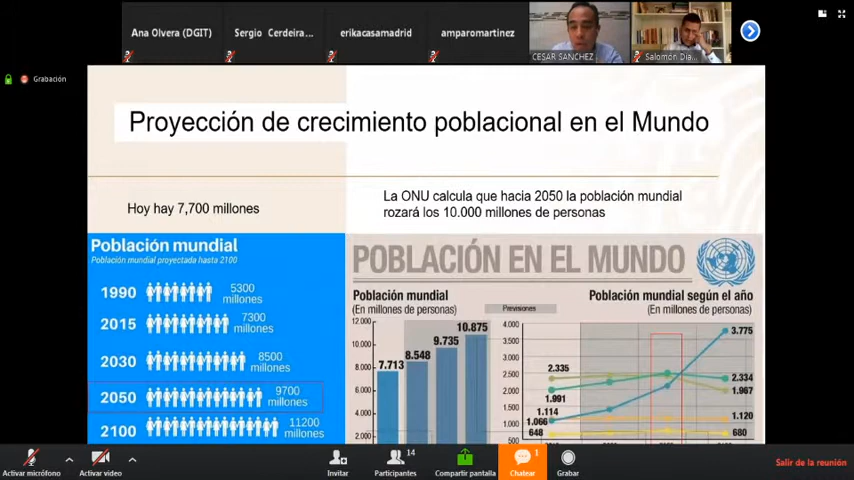 Ana Olvera (DGIT)
Sergio Cerdeira...
erikacasamadrid
amparomartinez
CESAR SANCHEZ
Salomón Dia...
Grabación
Proyección de crecimiento poblacional en el Mundo
Hoy hay 7,700 millones
La ONU calcula que hacia 2050 la población mundial
rozará los 10.000 millones de personas
Población mundial
Población mundial proyectada hasta 2100
1990 5300 millones
2015 7300 millones
2030 8500 millones
2050 9700 millones
2100 11200 millones
POBLACIÓN EN EL MUNDO
Población mundial
(En millones de personas)
Previsiones
Población mundial según el año
(En millones de personas)
12.000
10.000
8.000
6.000
4.000
2.000
7.713
8.548
9.735
10.875
4.000
3.500
3.000
2.500
2.000
1.500
1.000
500
2.335
1.991
1.114
1.066
648
3.775
2.334
1.967
1.120
680
Activar micrófono
Activar video
Invitar
14
Participantes
Compartir pantalla
1
Chatear
Grabar
Salir de la reunión